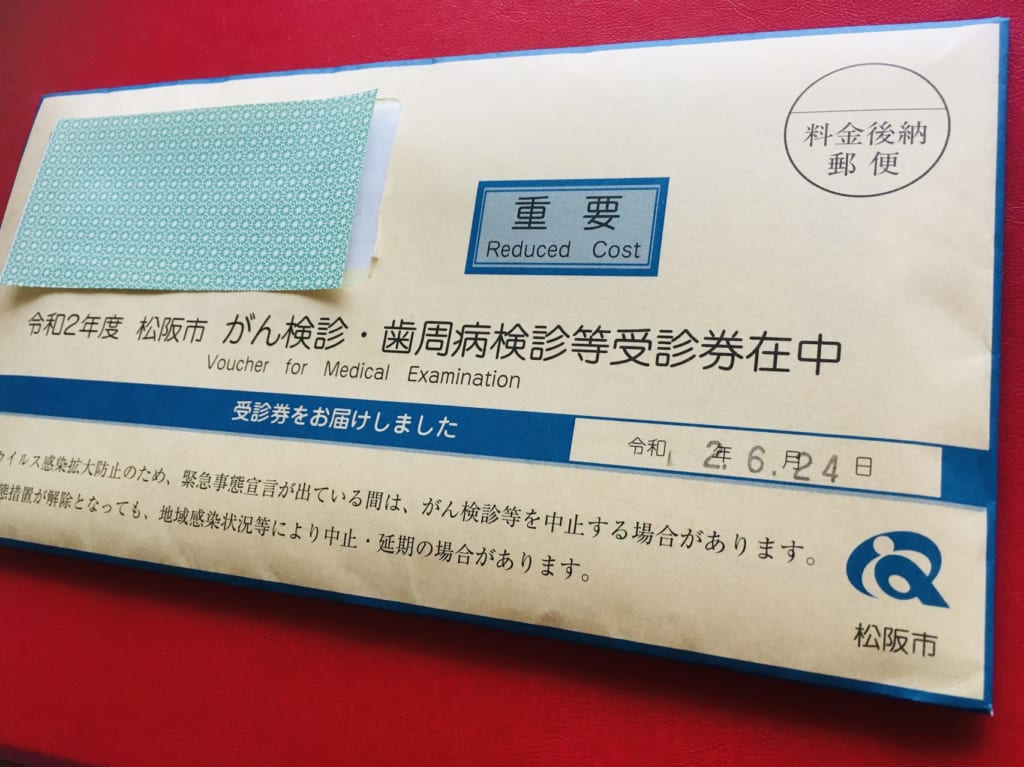 料金後納
郵便
重要
Reduced Cost
令和2年度 松阪市 がん検診・歯周病検診等受診券在中
Voucher for Medical Examination
受診券をお届けしました
令和 2年 6.月24日
イルス感染拡大防止のため、緊急事態宣言が出ている間は、がん検診等を中止する場合があります。
態措置が解除となっても、地域感染状況等により中止・延期の場合があります。
松阪市